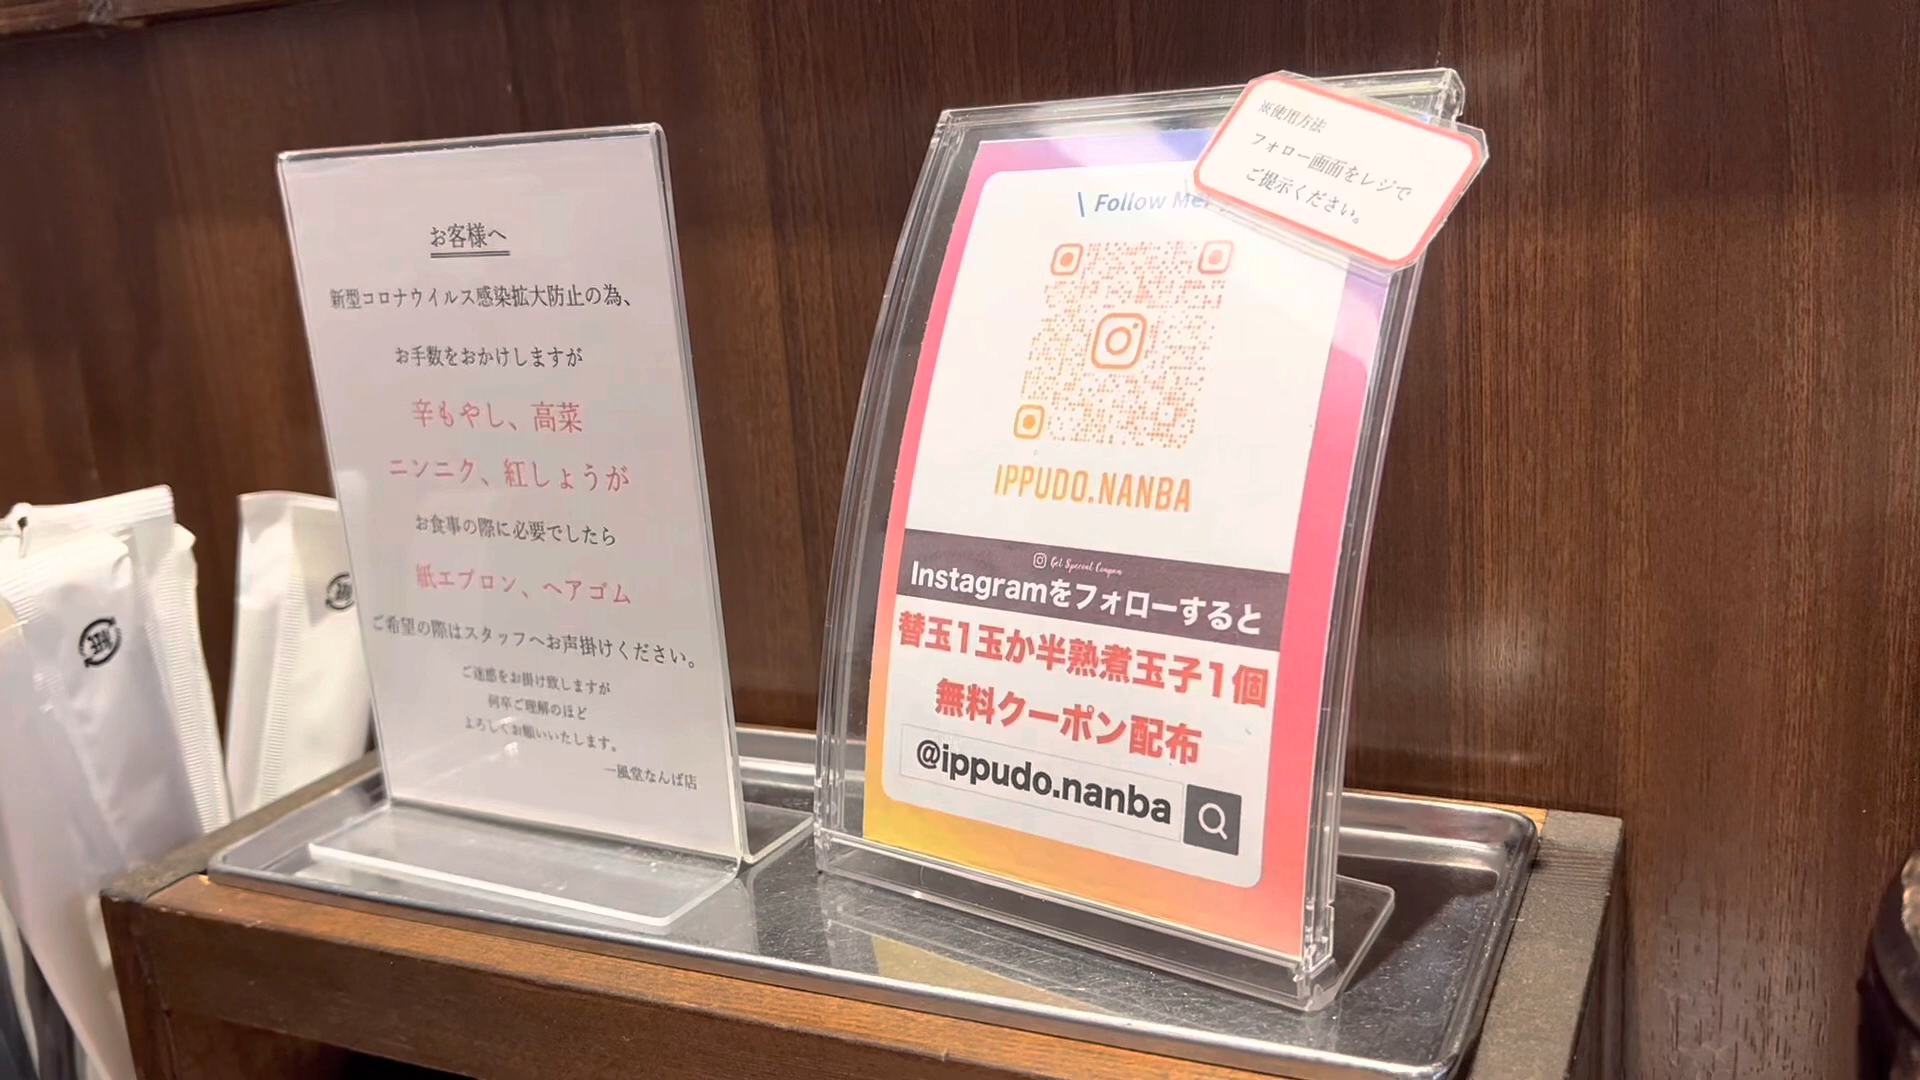 お客様へ
新型コロナウイルス感染拡大防止の為、
お手数をおかけしますが
辛もやし、高菜
ニンニク、紅しょうが
お食事の際に必要でしたら
紙エプロン、ヘアゴム
ご希望の際はスタッフへお声掛けください。
ご迷惑をお掛け致しますが
何卒ご理解のほど
よろしくお願いいたします。
一風堂なんば店
※使用方法
フォロー画面をレジで
ご提示ください。
\ Follow Me!
IPPUDO.NANBA
Get Special Coupon
Instagramをフォローすると
替玉1玉か半熟煮玉子1個
無料クーポン配布
@ippudo.nanba